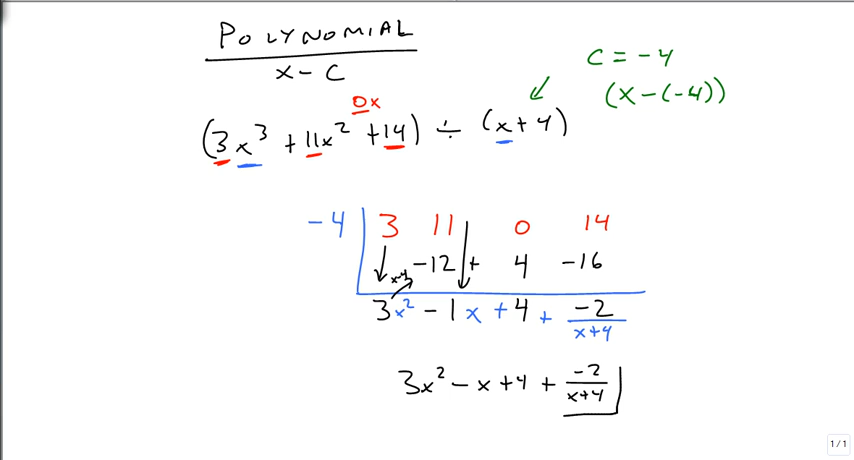 POLYNOMIAL
x - c
c = -4
(x - (-4))
0x
(3x³ + 11x² + 14) ÷ (x + 4)
-4 3 11 0 14
x-4 -12 + 4 -16
3x² - 1x + 4 + -2/x+4
3x² - x + 4 + -2/x+4
1/1